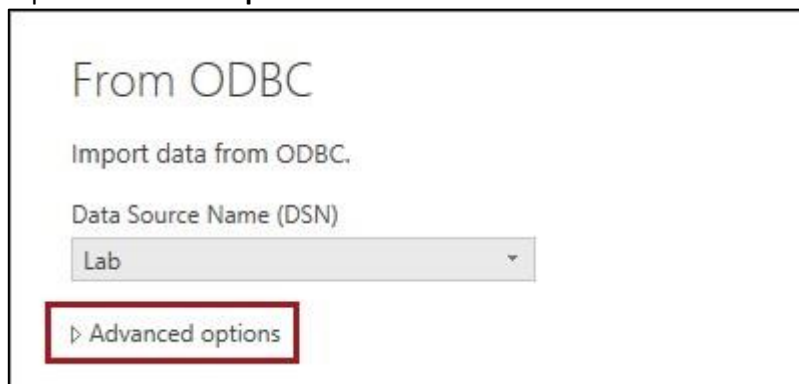 From ODBC
Import data from ODBC.
Data Source Name (DSN)
Lab
Advanced options